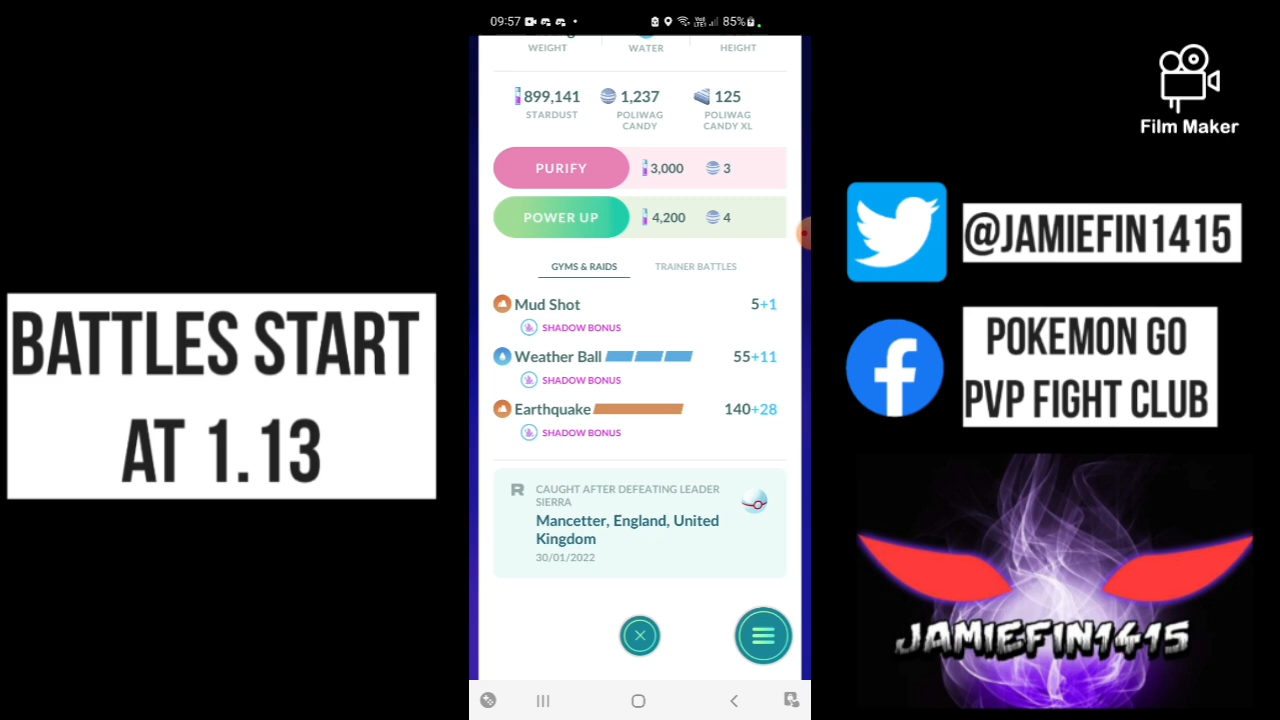 BATTLES START
AT 1.13
09:57
85%
WEIGHT
WATER
HEIGHT
899,141
1,237
125
STARDUST
POLIWAG
CANDY
POLIWAG
CANDY XL
PURIFY
3,000
3
POWER UP
4,200
4
GYMS & RAIDS
TRAINER BATTLES
Mud Shot
5+1
SHADOW BONUS
Weather Ball
55+11
SHADOW BONUS
Earthquake
140+28
SHADOW BONUS
R
CAUGHT AFTER DEFEATING LEADER
SIERRA
Mancetter, England, United
Kingdom
30/01/2022
Film Maker
@JAMIEFIN1415
POKEMON GO
PVP FIGHT CLUB
JAMIEFIN1415